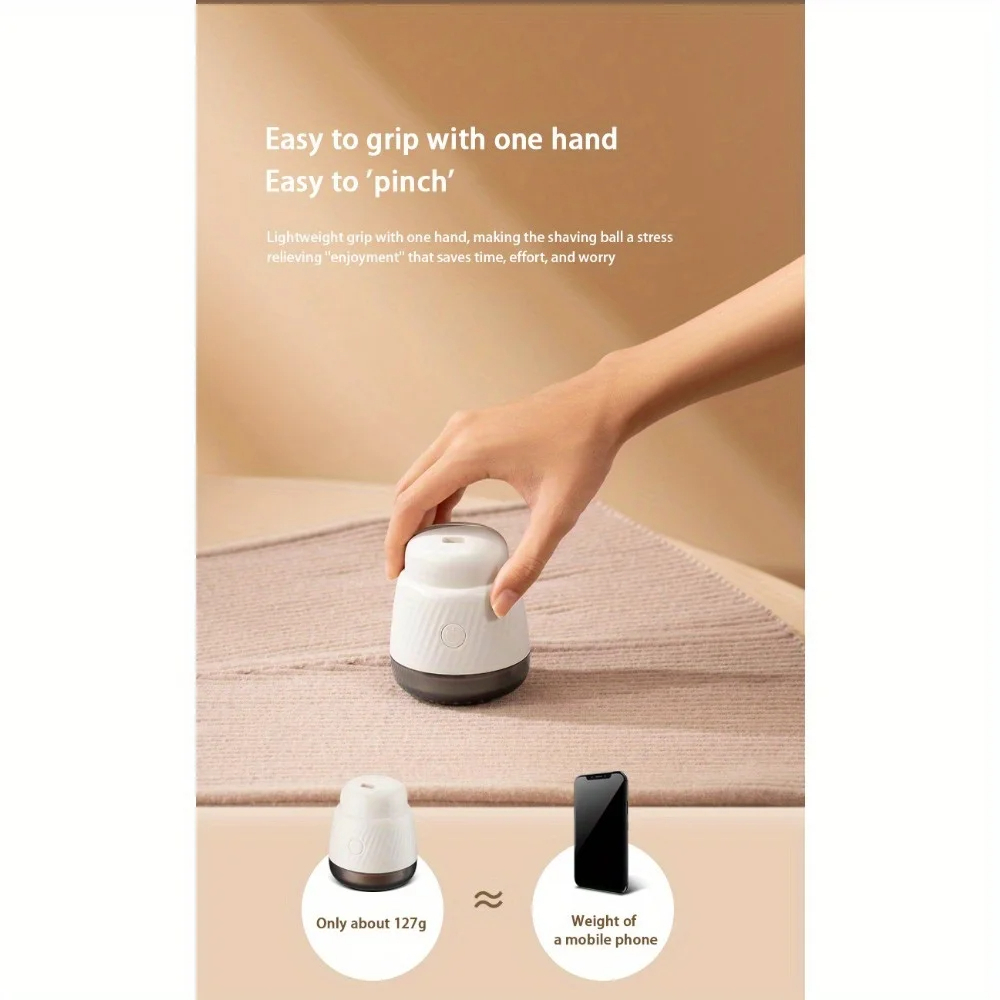 Easy to grip with one hand
Easy to 'pinch'
Lightweight grip with one hand, making the shaving ball a stress
relieving "enjoyment" that saves time, effort, and worry
Only about 127g
≈
Weight of
a mobile phone